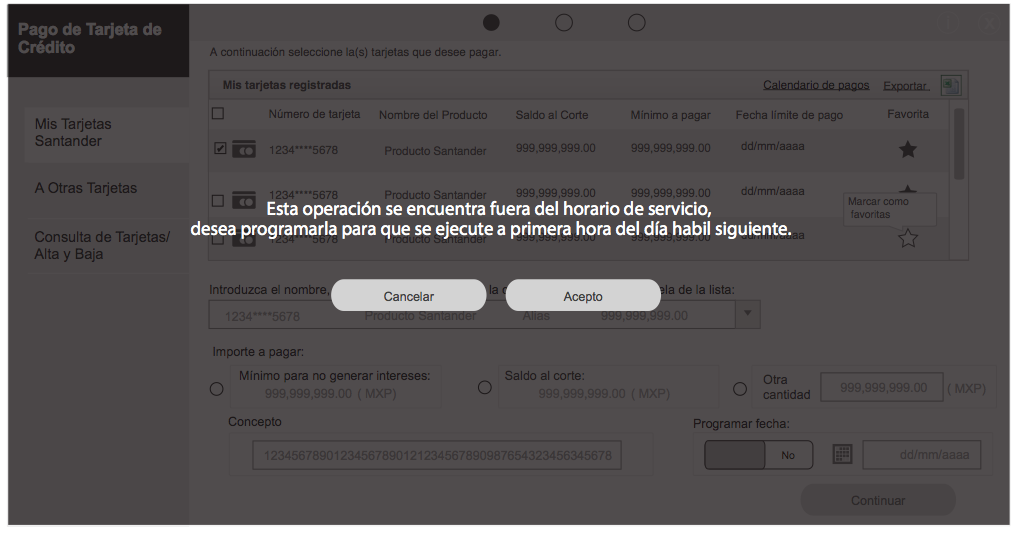 Pago de Tarjeta de
Crédito
A continuación seleccione la(s) tarjetas que desee pagar.
Mis tarjetas registradas
Calendario de pagos
Exportar
Mis Tarjetas
Santander
A Otras Tarjetas
Consulta de Tarjetas/
Alta y Baja
Número de tarjeta Nombre del Producto Saldo al Corte Mínimo a pagar Fecha límite de pago Favorita
1234****5678 Producto Santander 999,999,999.00 999,999,999.00 dd/mm/aaaa
1234****5678 Producto Santander 999,999,999.00 999,999,999.00 dd/mm/aaaa
Marcar como
favoritas
Esta operación se encuentra fuera del horario de servicio,
desea programarla para que se ejecute a primera hora del día habil siguiente.
Cancelar
Acepto
Introduzca el nombre, la de la lista:
1234****5678 Producto Santander Alias 999,999,999.00
Importe a pagar:
Mínimo para no generar intereses:
999,999,999.00 ( MXP)
Saldo al corte:
999,999,999.00 ( MXP)
Otra
cantidad
999,999,999.00 ( MXP)
Concepto
1234567890123456789012123456789098765432345634 5678
Programar fecha:
No
dd/mm/aaaa
Continuar